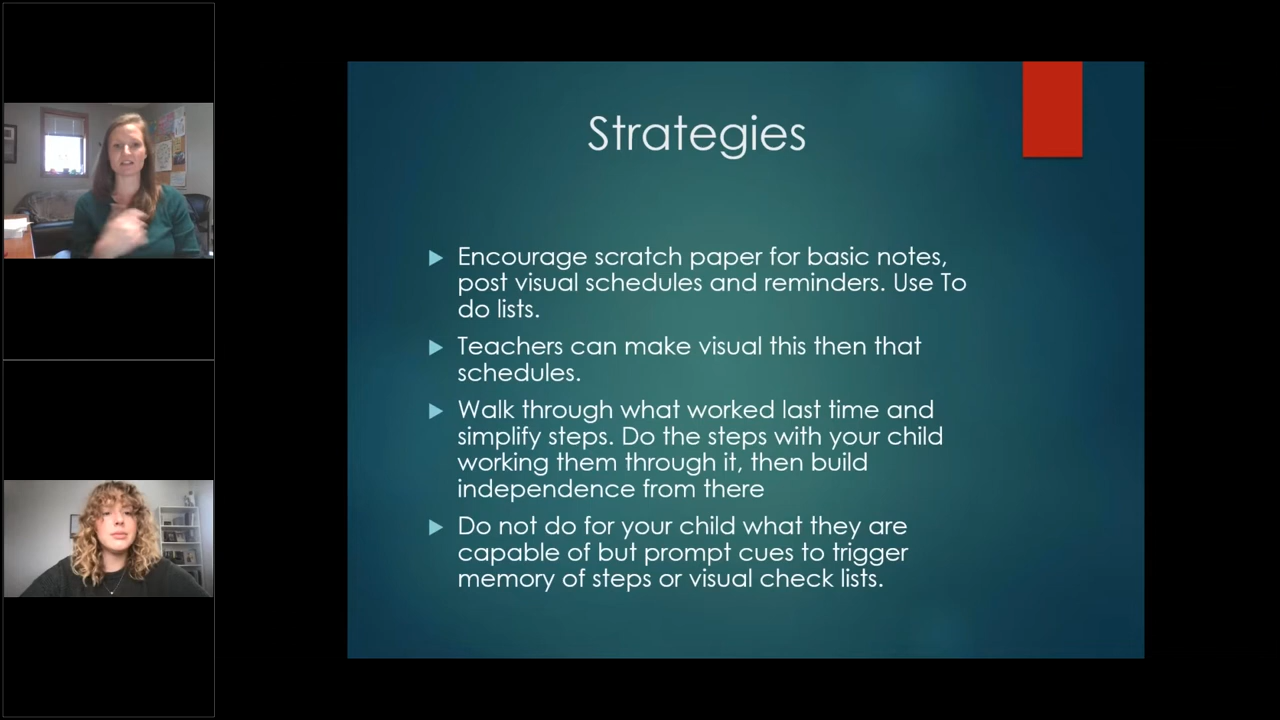 Strategies
Encourage scratch paper for basic notes,
post visual schedules and reminders. Use To
do lists.
Teachers can make visual this then that
schedules.
Walk through what worked last time and
simplify steps. Do the steps with your child
working them through it, then build
independence from there
Do not do for your child what they are
capable of but prompt cues to trigger
memory of steps or visual check lists.